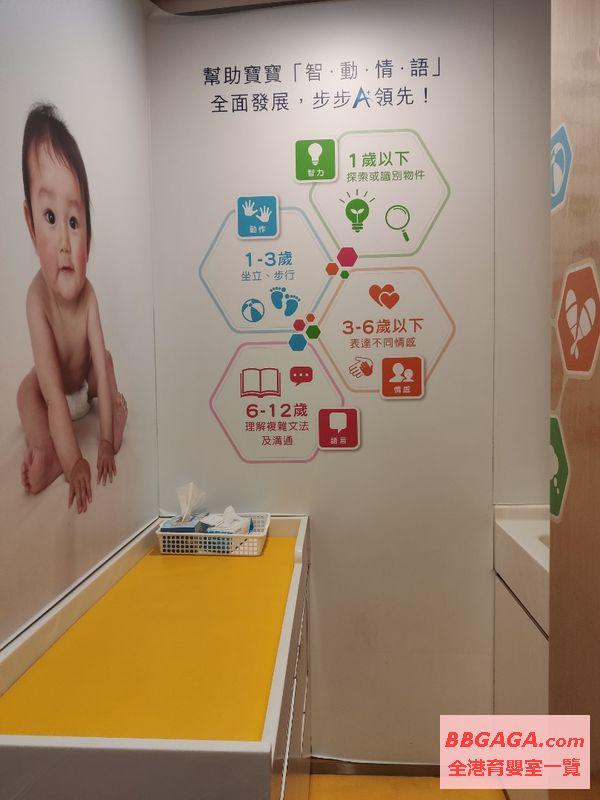 幫助寶寶「智·動·情·語」
全面發展，步步A+領先！
智力
1歲以下
探索或識別物件
動作
1-3歲
坐立、步行
3-6歲以下
表達不同情感
情感
6-12歲
理解複雜文法
及溝通
語言
BBGAGA.com
全港育嬰室一覽